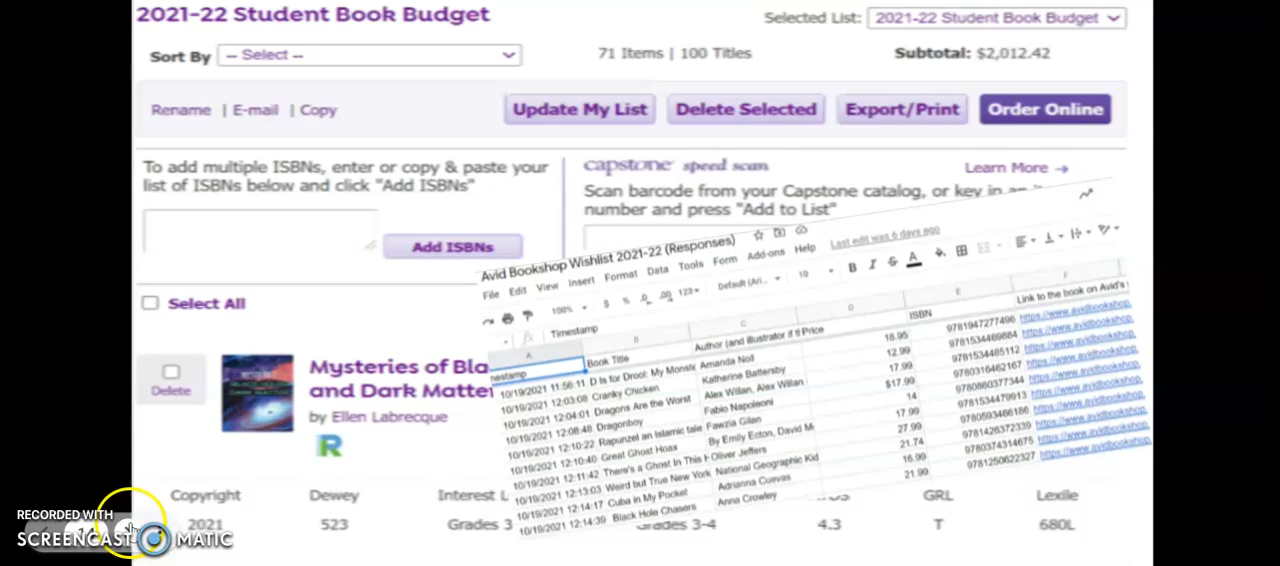 2021-22 Student Book Budget
Selected List: 2021-22 Student Book Budget
Sort By -- Select --
71 Items | 100 Titles
Subtotal: $2,012.42
Rename | E-mail | Copy
Update My List
Delete Selected
Export/Print
Order Online
To add multiple ISBNs, enter or copy & paste your
list of ISBNs below and click "Add ISBNs"
Add ISBNs
capstone speed scan
Learn More →
Scan barcode from your Capstone catalog, or key in an
number and press "Add to List"
Select All
Delete
Mysteries of Bla
and Dark Matte
by Ellen Labrecque
Copyright Dewey Interest L GRL Lexile
2021 523 Grades 3 Grades 3-4 4.3 T 680L
Avid Bookshop Wishlist 2021-22 (Responses)
File Edit View Insert Format Data Tools Form Add-ons Help Last edit was 6 days ago
100% $ % .0 .00 123 Default (Ari... 10 B I S A
fx Timestamp
A B C D E F
nestamp Book Title Author (and illustrator if th Price ISBN Link to the book on Avid's
10/19/2021 11:56:11 D Is for Drool: My Monste Amanda Noll 16.95 9781947277496 https://www.avidbookshop.
10/19/2021 12:03:08 Cranky Chicken Katherine Battersby 12.99 9781534469884 https://www.avidbookshop.
10/19/2021 12:04:01 Dragons Are the Worst Alex Willan, Alex Willan 17.99 9781534485112 https://www.avidbookshop.
10/19/2021 12:08:48 Dragonboy Fabio Napoleoni $17.99 9780316462167 https://www.avidbookshop.
10/19/2021 12:10:22 Rapunzel an Islamic tale Fawzia Gilan 14 9780860377344 https://www.avidbookshop.
10/19/2021 12:10:40 Great Ghost Hoax By Emily Ecton, David M 17.99 9781534479913 https://www.avidbookshop.
10/19/2021 12:11:42 There's a Ghost In This H Oliver Jeffers 27.99 9780593466186 https://www.avidbookshop.
10/19/2021 12:13:03 Weird but True New York National Geographic Kid 21.74 9781426372339 https://www.avidbookshop.
10/19/2021 12:14:17 Cuba in My Pocket Adrianna Cuevas 16.99 9780374314675 https://www.avidbookshop.
10/19/2021 12:14:39 Black Hole Chasers Anna Crowley 21.99 9781250622327 https://www.avidbookshop.
RECORDED WITH
SCREENCAST MATIC